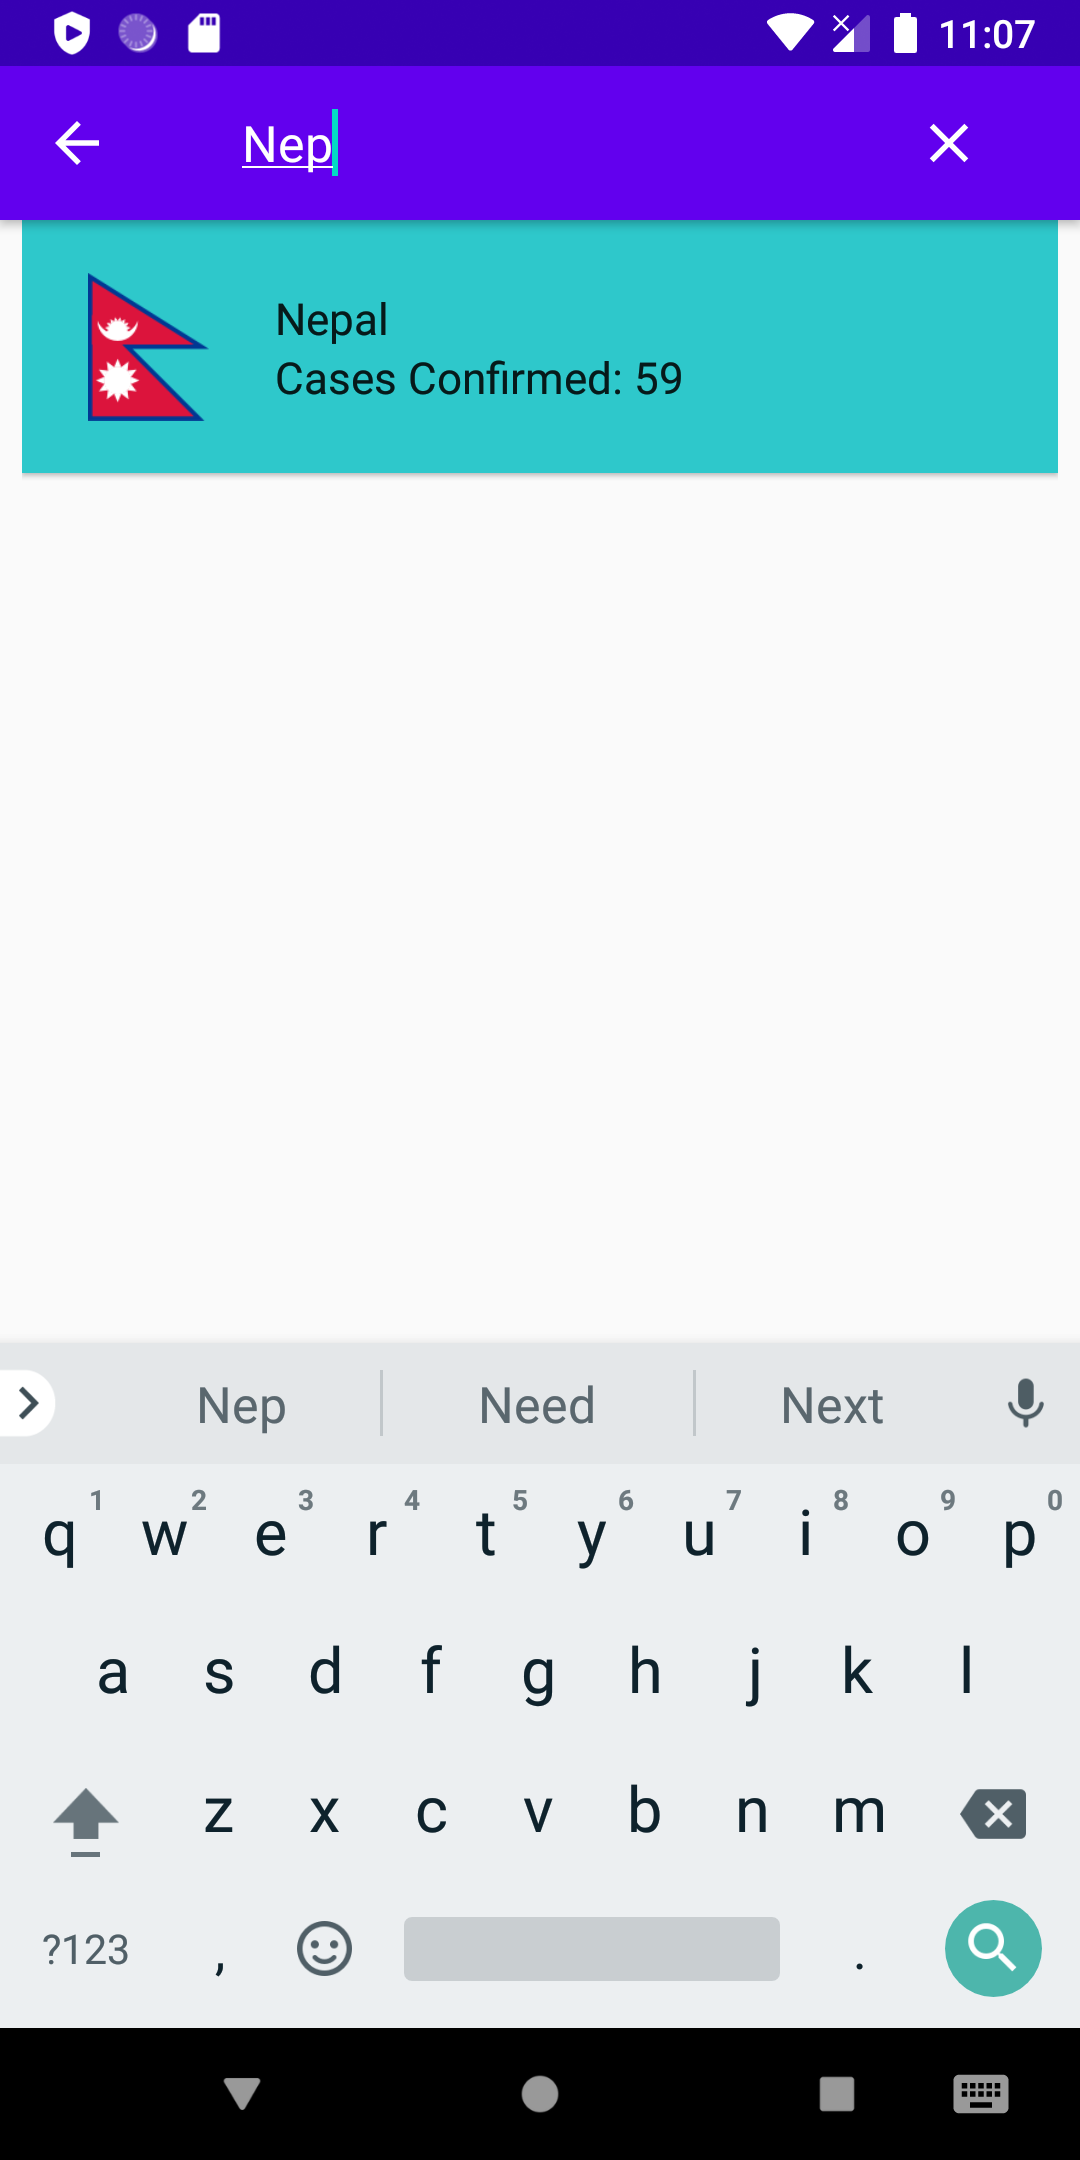 11:07
Nep
Nepal
Cases Confirmed: 59
Nep Need Next
q 1 w 2 e 3 r 4 t 5 y 6 u 7 i 8 o 9 p 0
a s d f g h j k l
z x c v b n m
?123 , .